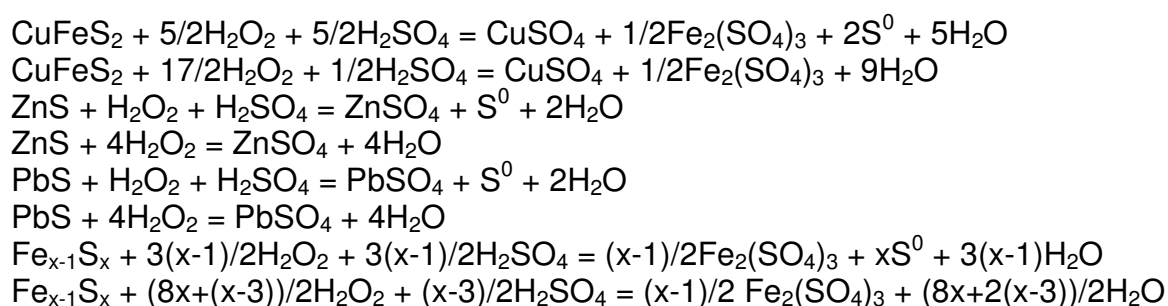 CuFeS₂ + 5/2H₂O₂ + 5/2H₂SO₄ = CuSO₄ + 1/2Fe₂(SO₄)₃ + 2S⁰ + 5H₂O
CuFeS₂ + 17/2H₂O₂ + 1/2H₂SO₄ = CuSO₄ + 1/2Fe₂(SO₄)₃ + 9H₂O
ZnS + H₂O₂ + H₂SO₄ = ZnSO₄ + S⁰ + 2H₂O
ZnS + 4H₂O₂ = ZnSO₄ + 4H₂O
PbS + H₂O₂ + H₂SO₄ = PbSO₄ + S⁰ + 2H₂O
PbS + 4H₂O₂ = PbSO₄ + 4H₂O
Feₓ₋₁Sₓ + 3(x-1)/2H₂O₂ + 3(x-1)/2H₂SO₄ = (x-1)/2Fe₂(SO₄)₃ + xS⁰ + 3(x-1)H₂O
Feₓ₋₁Sₓ + (8x+(x-3))/2H₂O₂ + (x-3)/2H₂SO₄ = (x-1)/2 Fe₂(SO₄)₃ + (8x+2(x-3))/2H₂O